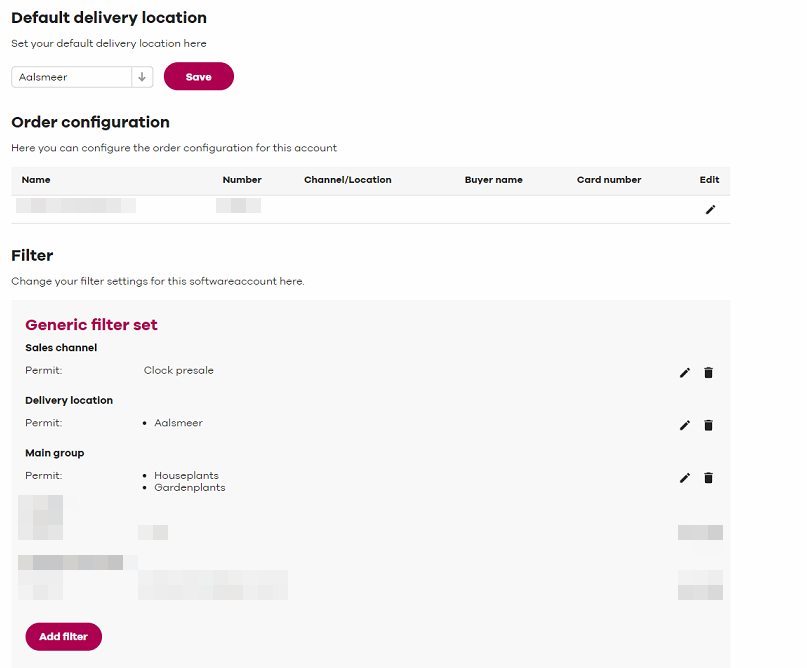 Default delivery location
Set your default delivery location here
Aalsmeer
Save
Order configuration
Here you can configure the order configuration for this account
Name Number Channel/Location Buyer name Card number Edit
Filter
Change your filter settings for this softwareaccount here.
Generic filter set
Sales channel
Permit: Clock presale
Delivery location
Permit: • Aalsmeer
Main group
Permit: • Houseplants
• Gardenplants
Add filter